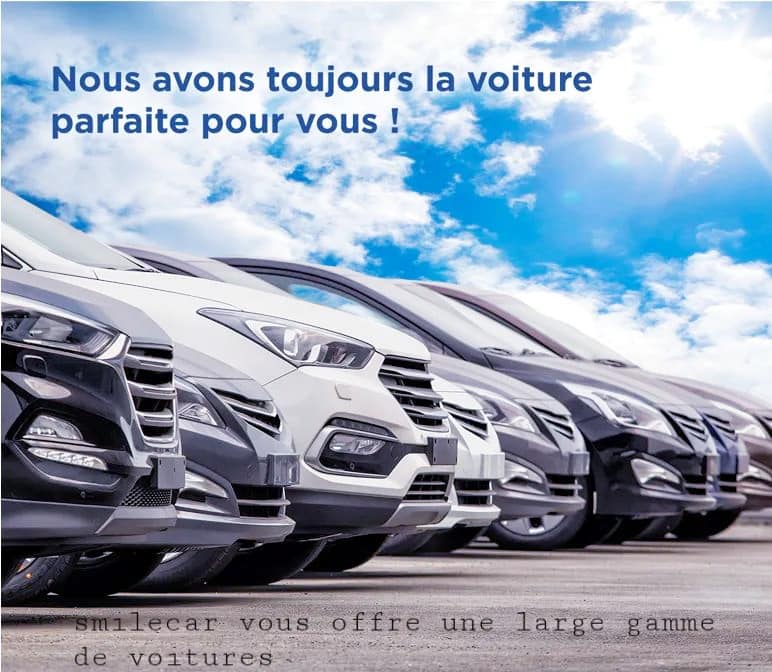 Nous avons toujours la voiture
parfaite pour vous !
smilecar vous offre une large gamme
de voitures